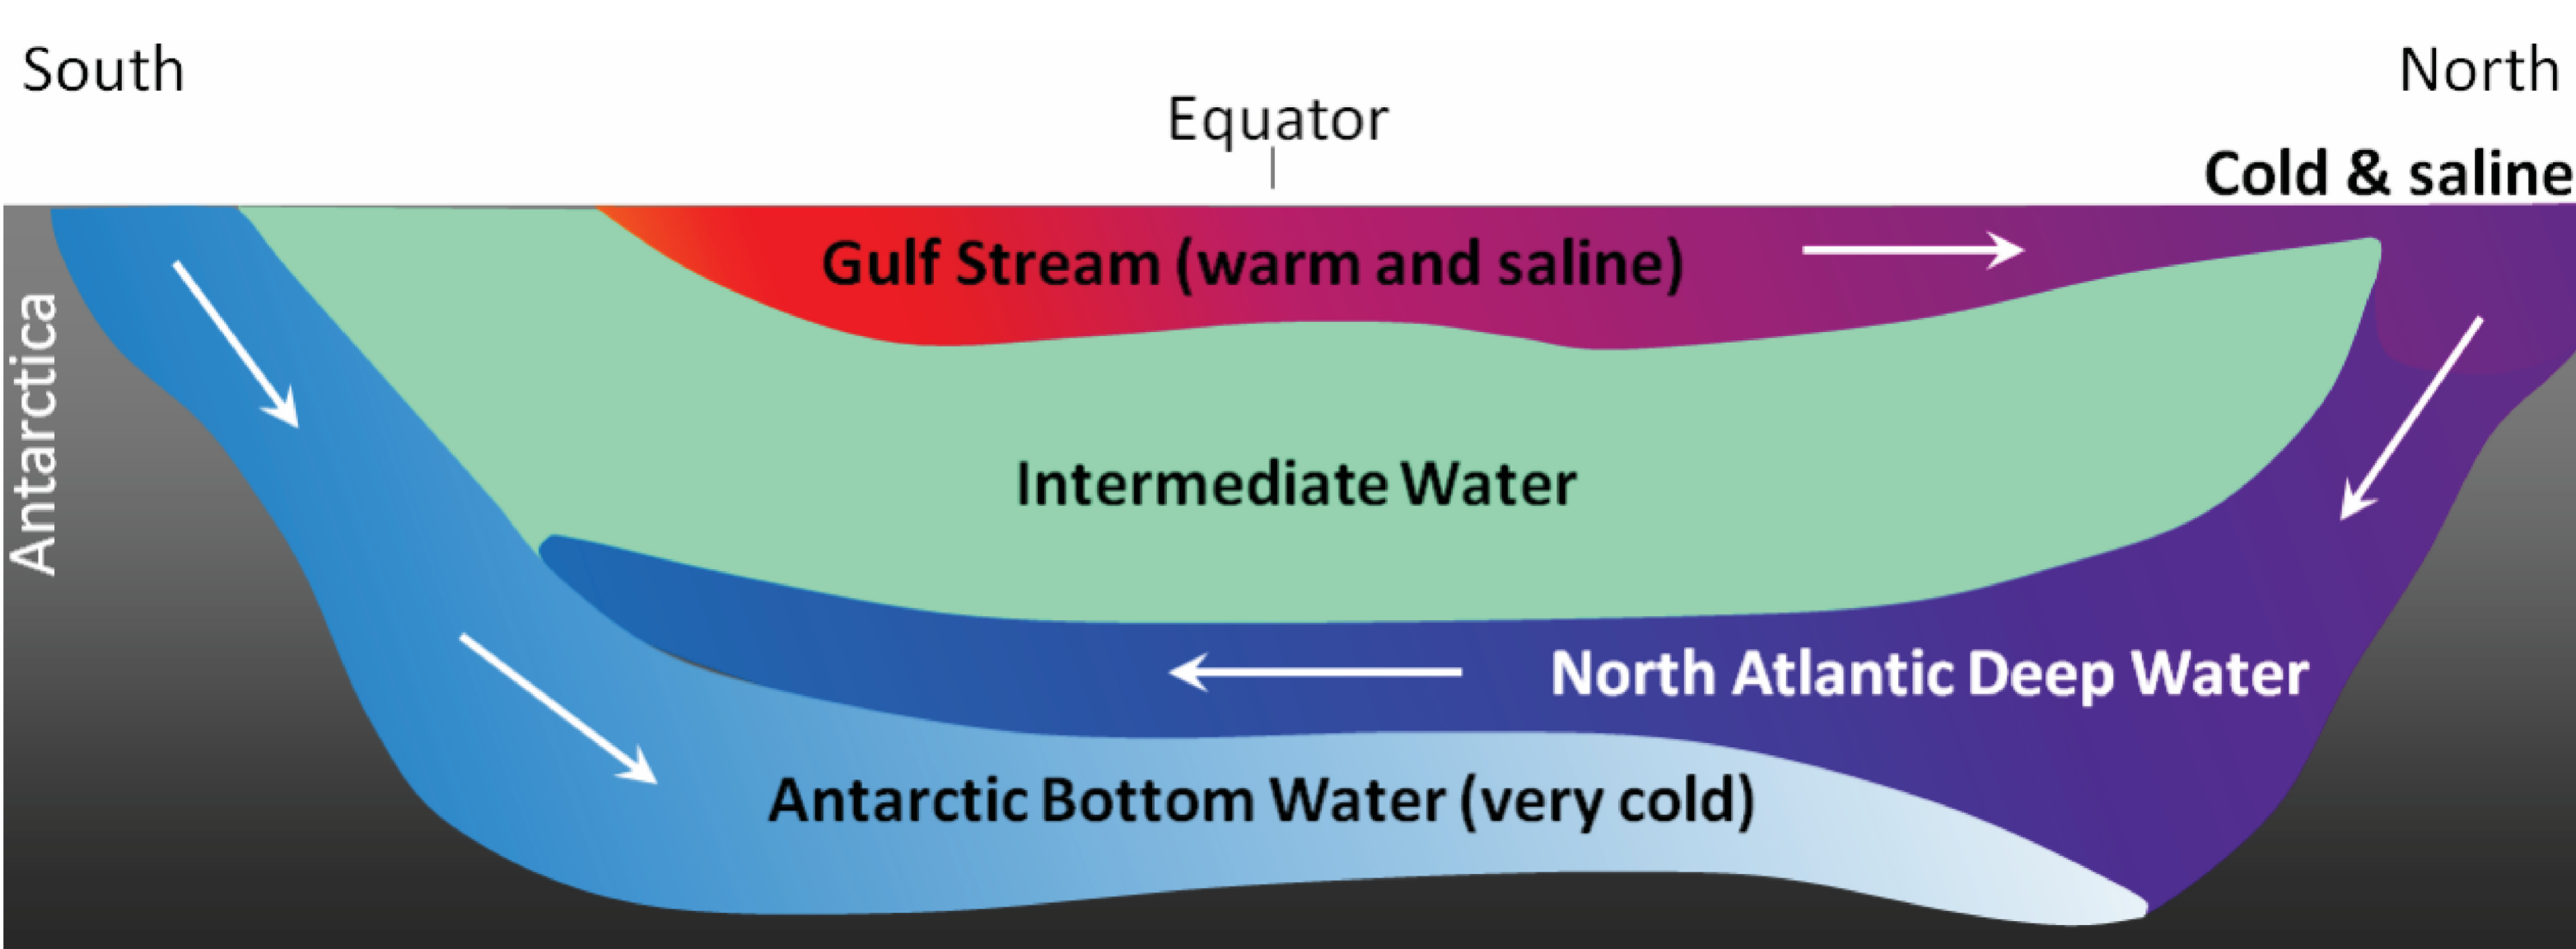 South
North
Equator
Cold & saline
Gulf Stream (warm and saline)
Antarctica
Intermediate Water
North Atlantic Deep Water
Antarctic Bottom Water (very cold)